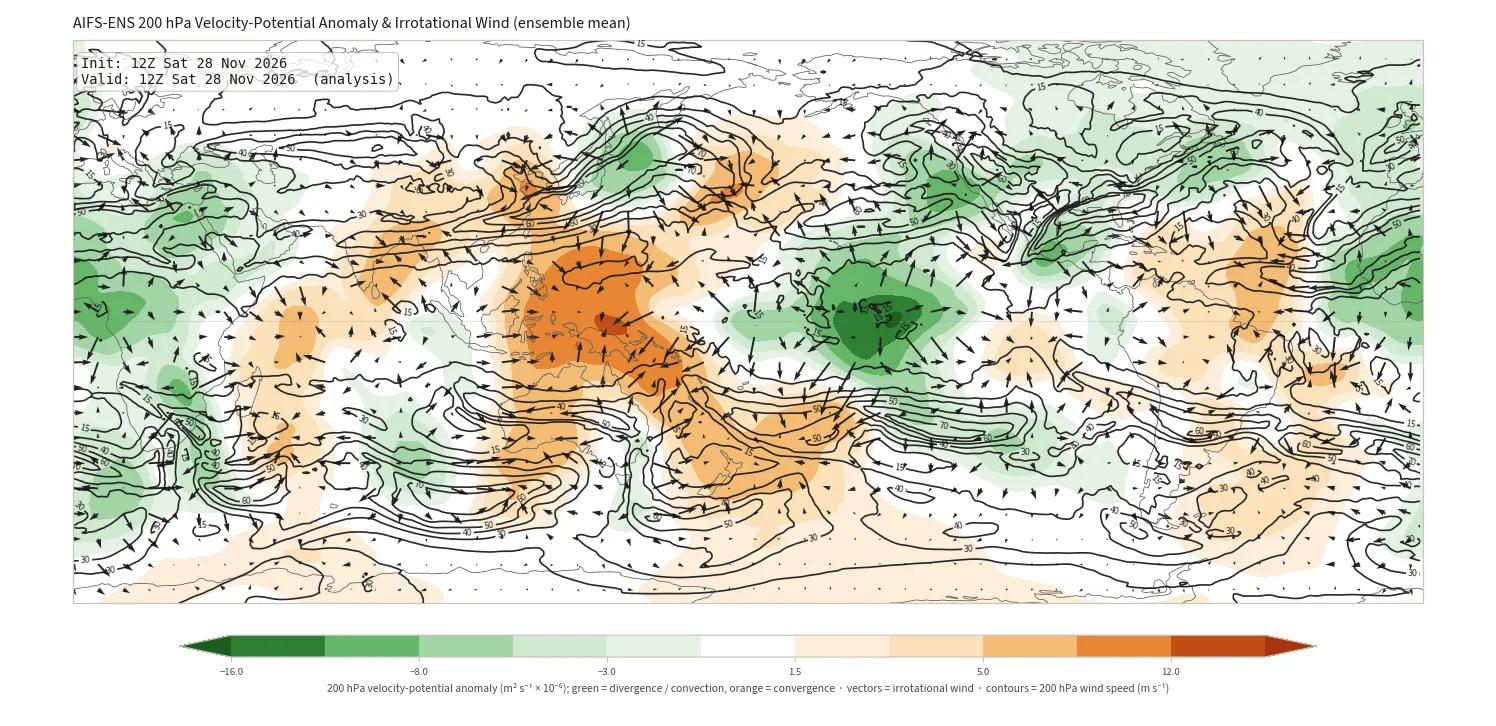 AIFS-ENS 200 hPa Velocity-Potential Anomaly & Irrotational Wind (ensemble mean)
Init: 12Z Sat 28 Nov 2026
Valid: 12Z Sat 28 Nov 2026 (analysis)
−16.0 −8.0 −3.0 1.5 5.0 12.0
200 hPa velocity-potential anomaly (m² s⁻¹ × 10⁻⁶); green = divergence / convection, orange = convergence · vectors = irrotational wind · contours = 200 hPa wind speed (m s⁻¹)